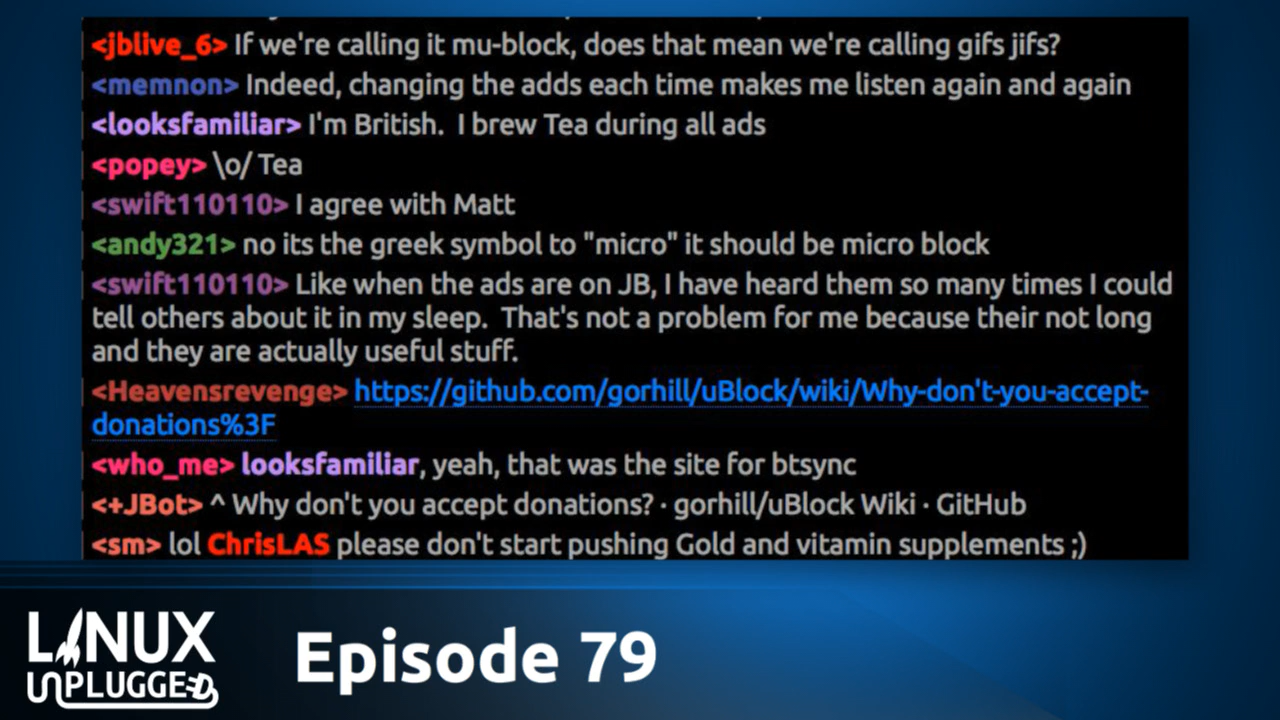 <jblive_6> If we're calling it mu-block, does that mean we're calling gifs jifs?
<memnon> Indeed, changing the adds each time makes me listen again and again
<looksfamiliar> I'm British.  I brew Tea during all ads
<popey> \o/ Tea
<swift110110> I agree with Matt
<andy321> no its the greek symbol to "micro" it should be micro block
<swift110110> Like when the ads are on JB, I have heard them so many times I could
tell others about it in my sleep.  That's not a problem for me because their not long
and they are actually useful stuff.
<Heavensrevenge> https://github.com/gorhill/uBlock/wiki/Why-don't-you-accept-
donations%3F
<who_me> looksfamiliar, yeah, that was the site for btsync
<+JBot> ^ Why don't you accept donations? · gorhill/uBlock Wiki · GitHub
<sm> lol ChrisLAS please don't start pushing Gold and vitamin supplements ;)
LINUX
UNPLUGGED
Episode 79